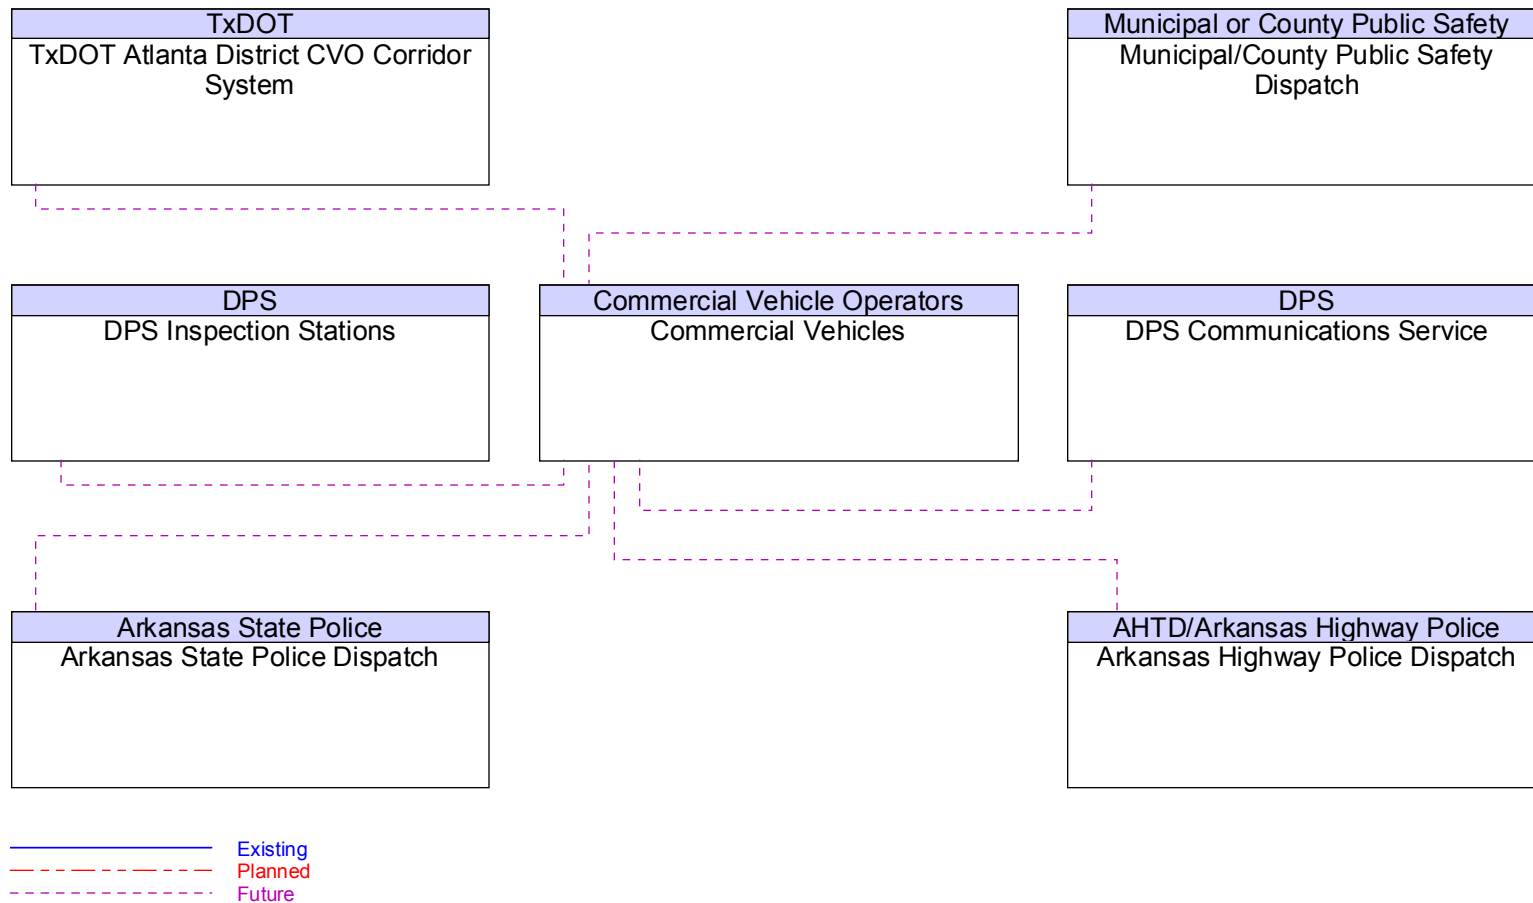 TxDOT
TxDOT Atlanta District CVO Corridor
System
Municipal or County Public Safety
Municipal/County Public Safety
Dispatch
DPS
DPS Inspection Stations
Commercial Vehicle Operators
Commercial Vehicles
DPS
DPS Communications Service
Arkansas State Police
Arkansas State Police Dispatch
AHTD/Arkansas Highway Police
Arkansas Highway Police Dispatch
Existing
Planned
Future